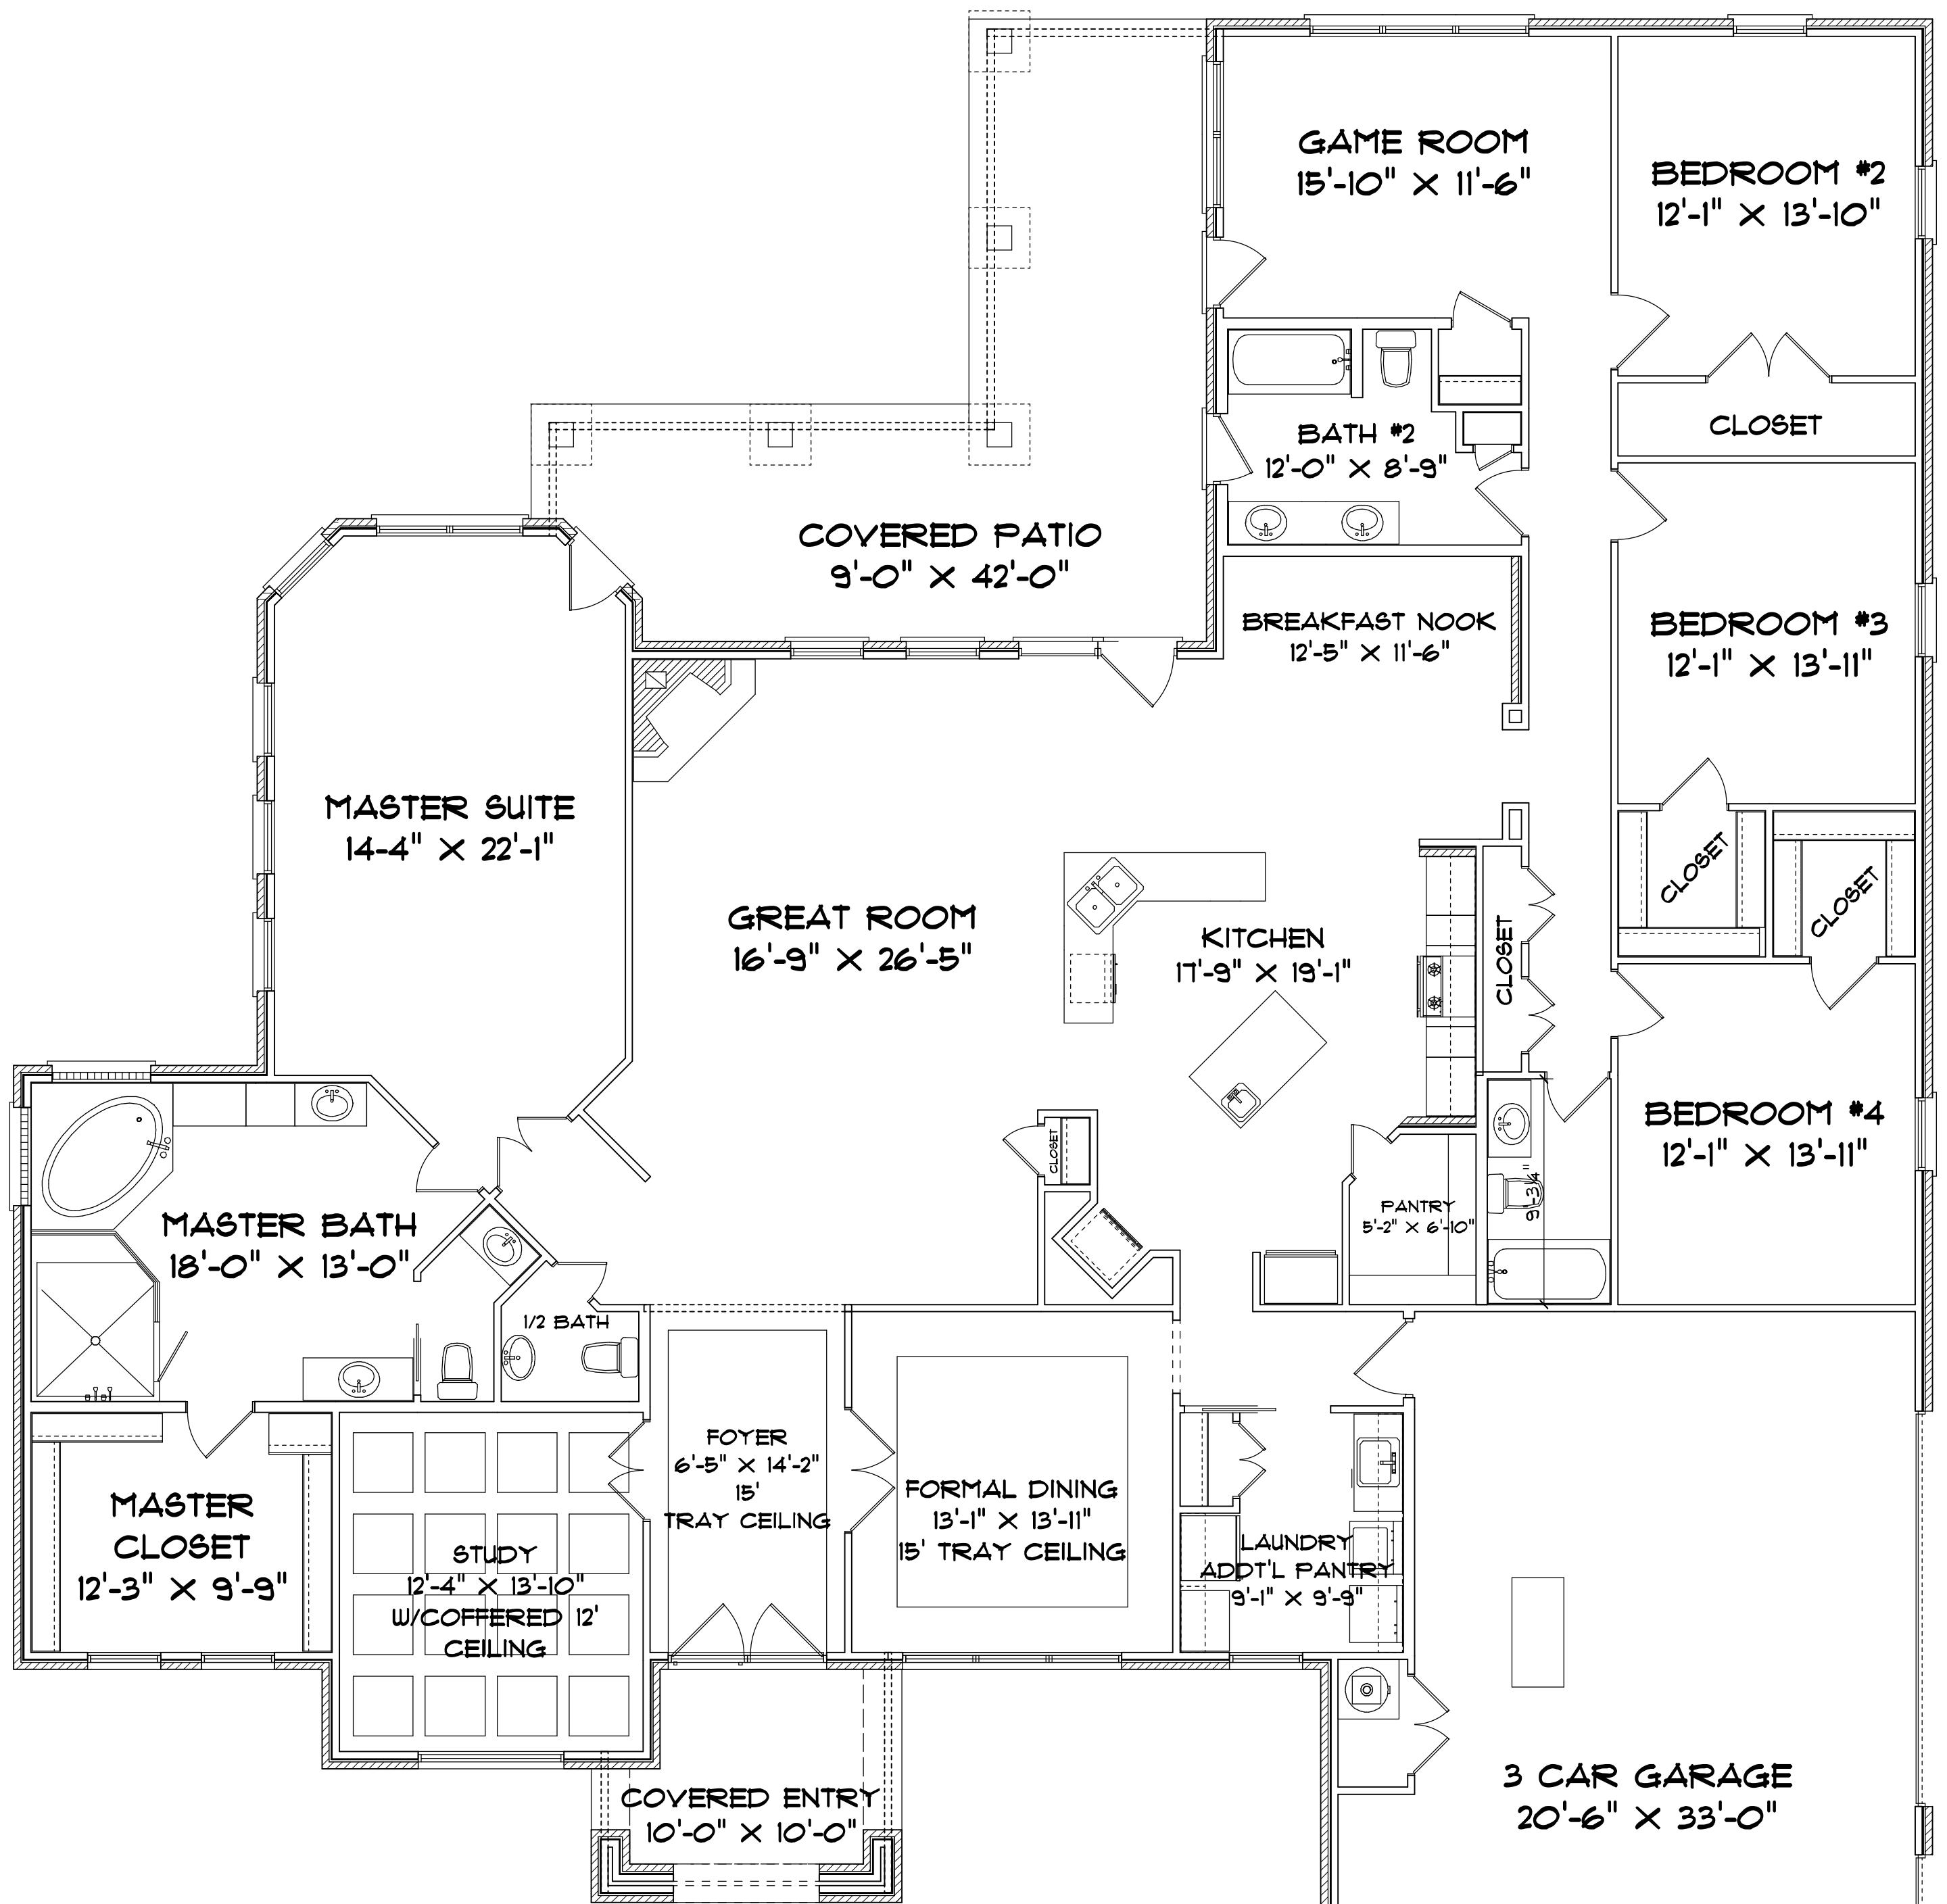 GAME ROOM
15'-10" X 11'-6"
BEDROOM #2
12'-1" X 13'-10"
CLOSET
BATH #2
12'-0" X 8'-9"
COVERED PATIO
9'-0" X 42'-0"
BREAKFAST NOOK
12'-5" X 11'-6"
BEDROOM #3
12'-1" X 13'-11"
MASTER SUITE
14-4" X 22'-1"
CLOSET
CLOSET
GREAT ROOM
16'-9" X 26'-5"
KITCHEN
17'-9" X 19'-1"
CLOSET
BEDROOM #4
12'-1" X 13'-11"
CLOSET
MASTER BATH
18'-0" X 13'-0"
PANTRY
5'-2" X 6'-10"
9'-3¼"
1/2 BATH
FOYER
6'-5" X 14'-2"
15'
TRAY CEILING
FORMAL DINING
13'-1" X 13'-11"
15' TRAY CEILING
MASTER
CLOSET
12'-3" X 9'-9"
STUDY
12'-4" X 13'-10"
W/COFFERED 12'
CEILING
LAUNDRY
ADDT'L PANTRY
9'-1" X 9'-9"
COVERED ENTRY
10'-0" X 10'-0"
3 CAR GARAGE
20'-6" X 33'-0"